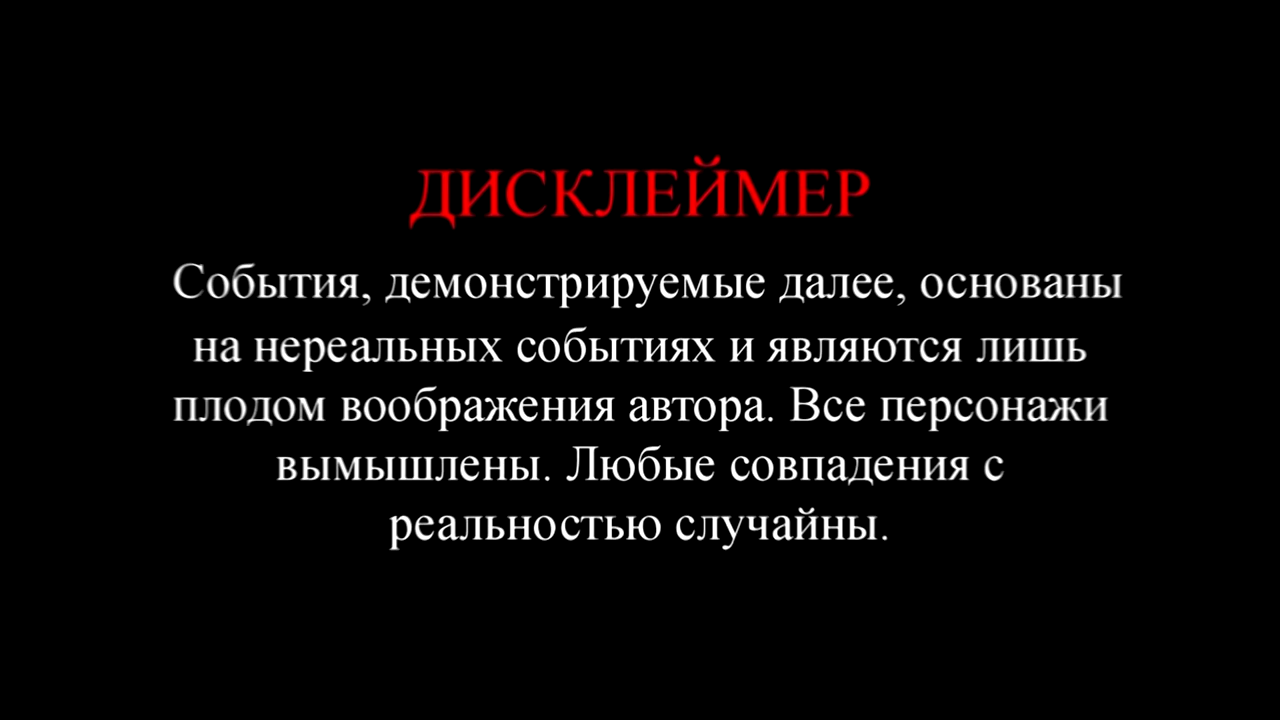 ДИСКЛЕЙМЕР
События, демонстрируемые далее, основаны
на нереальных событиях и являются лишь
плодом воображения автора. Все персонажи
вымышлены. Любые совпадения с
реальностью случайны.